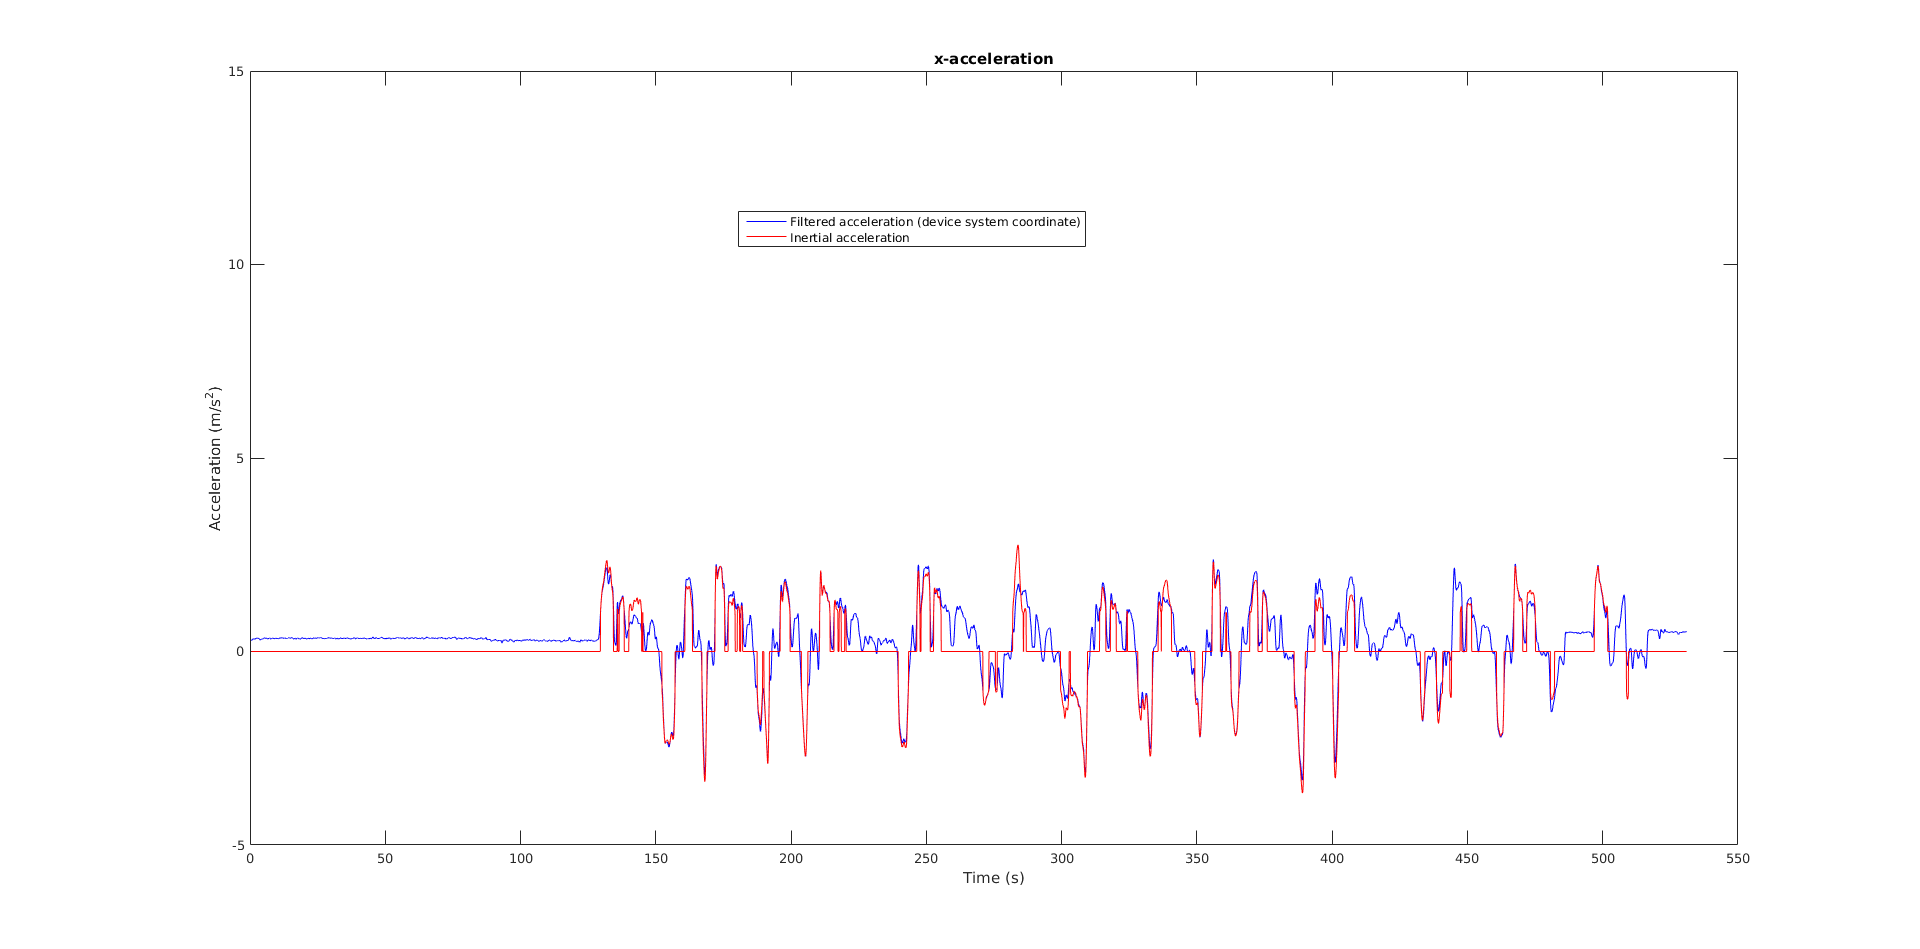 x-acceleration
15
10
5
0
-5
Acceleration (m/s²)
Filtered acceleration (device system coordinate)
Inertial acceleration
0 50 100 150 200 250 300 350 400 450 500 550
Time (s)